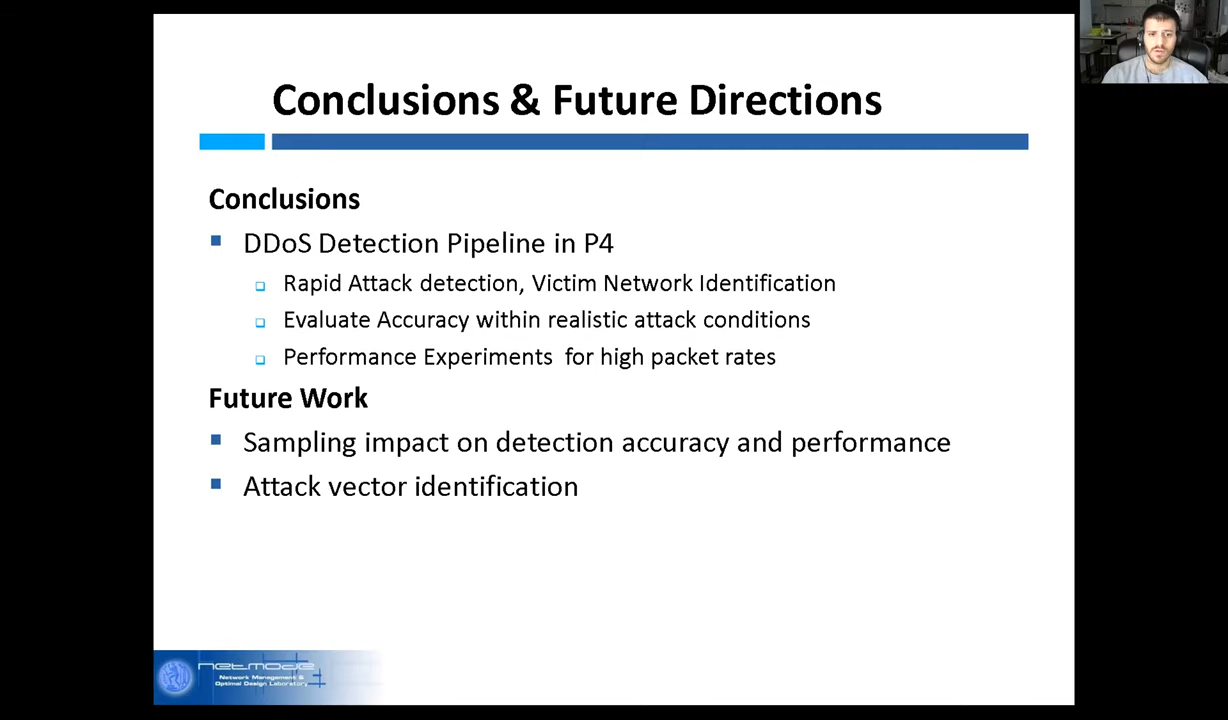 Conclusions & Future Directions
Conclusions
DDoS Detection Pipeline in P4
Rapid Attack detection, Victim Network Identification
Evaluate Accuracy within realistic attack conditions
Performance Experiments for high packet rates
Future Work
Sampling impact on detection accuracy and performance
Attack vector identification
netmode
Network Management &
Optimal Design Laboratory